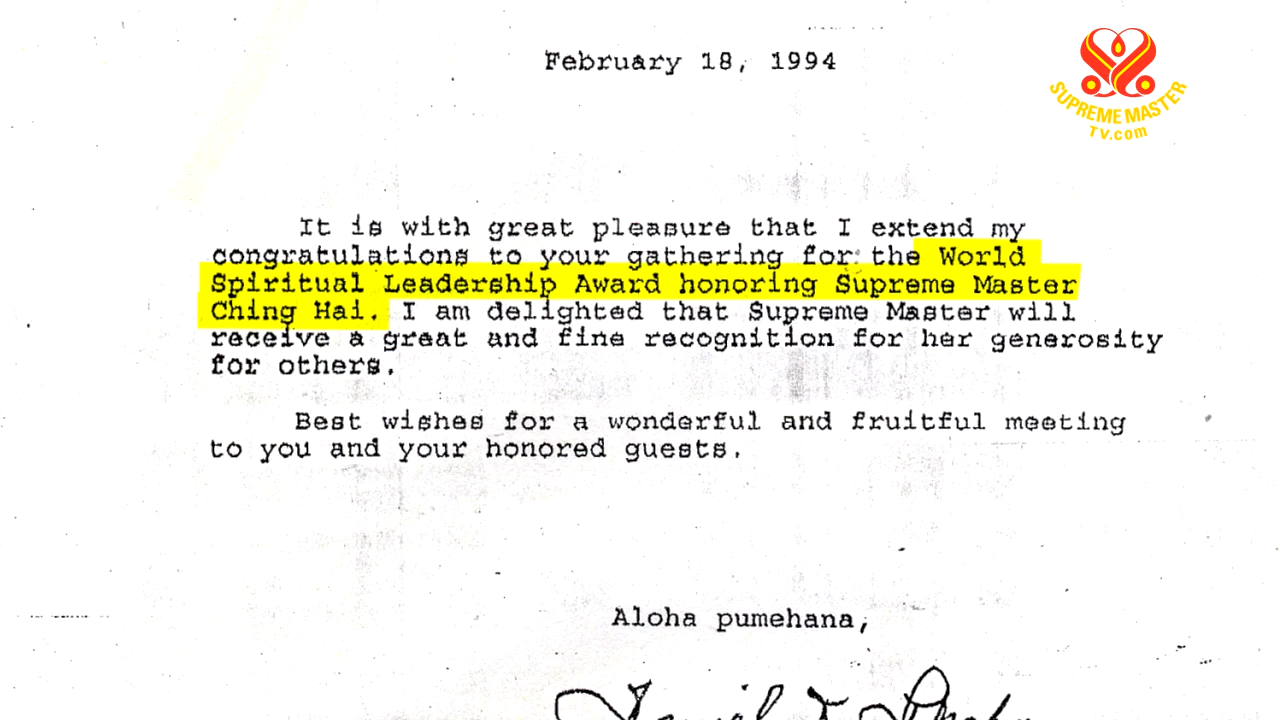 February 18, 1994
SUPREME MASTER
TV.com
It is with great pleasure that I extend my
congratulations to your gathering for the World
Spiritual Leadership Award honoring Supreme Master
Ching Hai. I am delighted that Supreme Master will
receive a great and fine recognition for her generosity
for others.
Best wishes for a wonderful and fruitful meeting
to you and your honored guests.
Aloha pumehana,